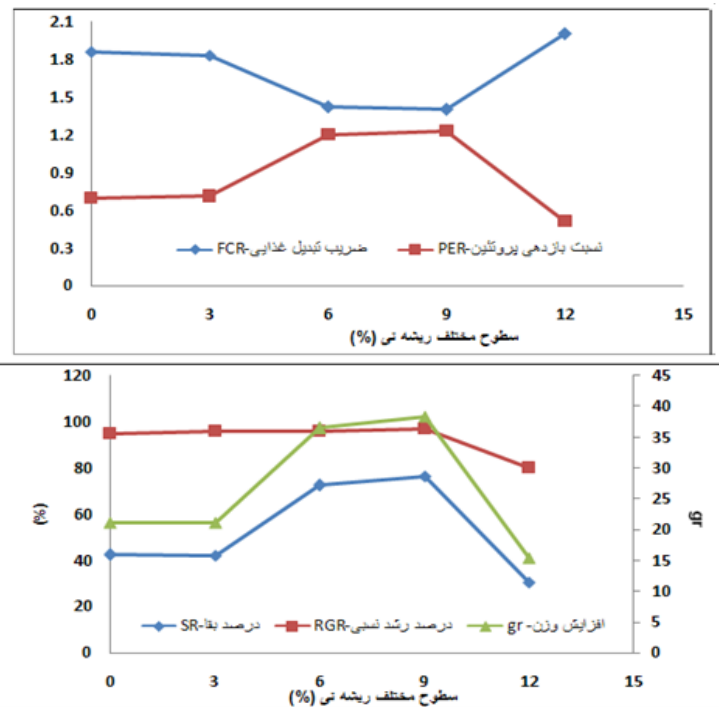 2.1
1.8
1.5
1.2
0.9
0.6
0.3
0
FCR-ضریب تبدیل غذایی
PER-نسبت بازدهی پروتئین
0 3 6 9 12 15
سطوح مختلف ریشه نی (%)
120
100
80
60
40
20
0
(%)
45
40
35
30
25
20
15
10
5
0
gr
SR-درصد بقا
RGR-درصد رشد نسبی
افزایش وزن- gr
0 3 6 9 12 15
سطوح مختلف ریشه نی (%)